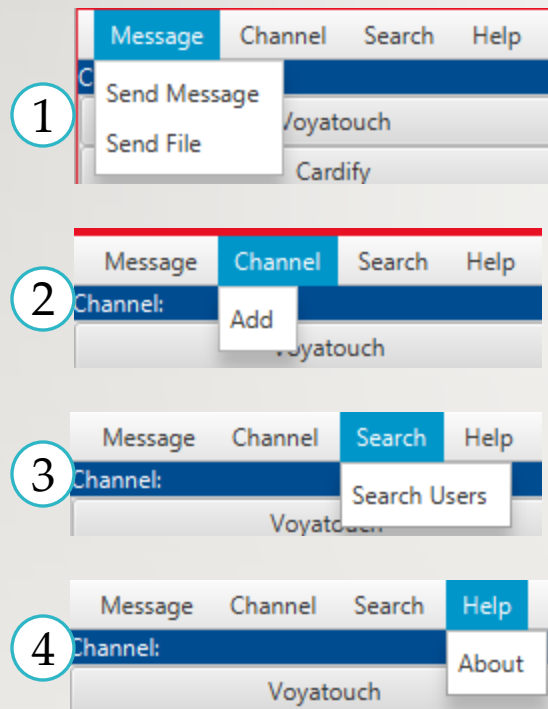 Message Channel Search Help
C
1
Send Message
Voyatouch
Send File
Cardify
Message Channel Search Help
2
Channel:
Add
Voyatouch
Message Channel Search Help
3
Channel:
Search Users
Voyatouch
Message Channel Search Help
4
Channel:
About
Voyatouch